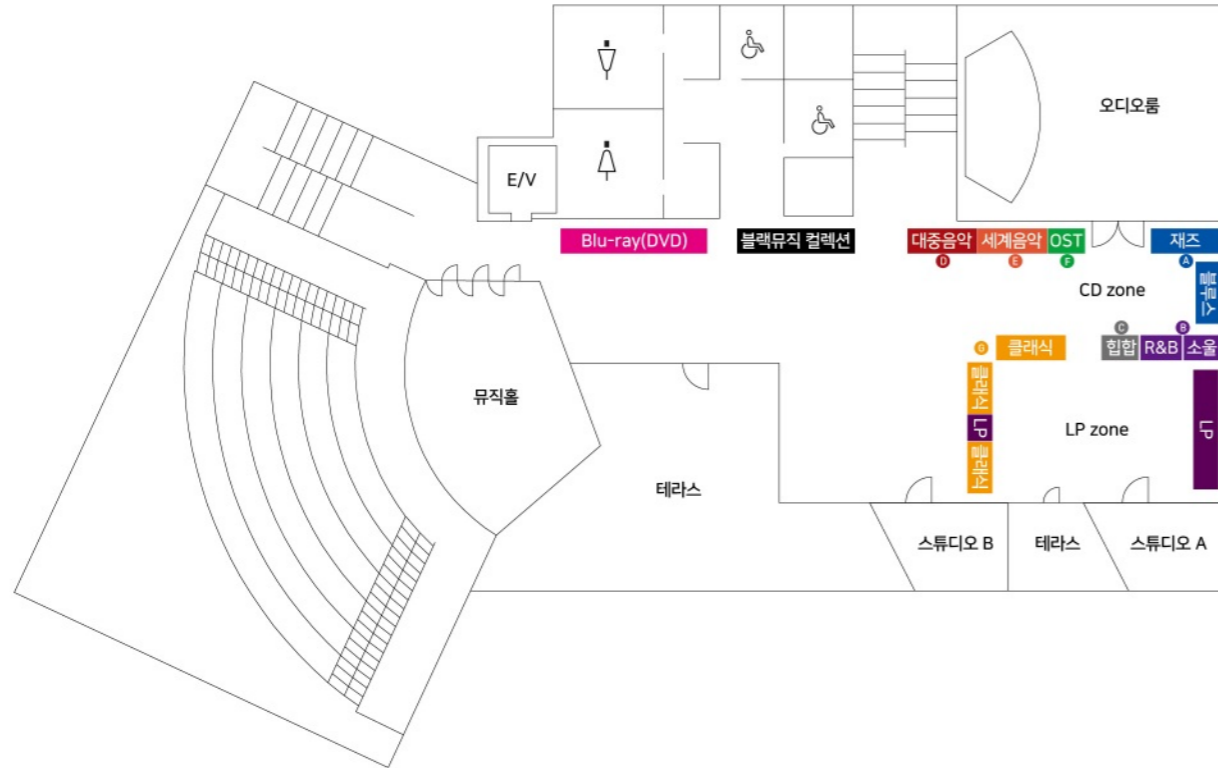 오디오룸
E/V
Blu-ray(DVD)
블랙뮤직 컬렉션
대중음악
세계음악
OST
재즈
D
E
F
A
CD zone
블루스
C
B
G
클래식
힙합
R&B
소울
뮤직홀
클래식
LP
클래식
LP zone
LP
테라스
스튜디오 B
테라스
스튜디오 A